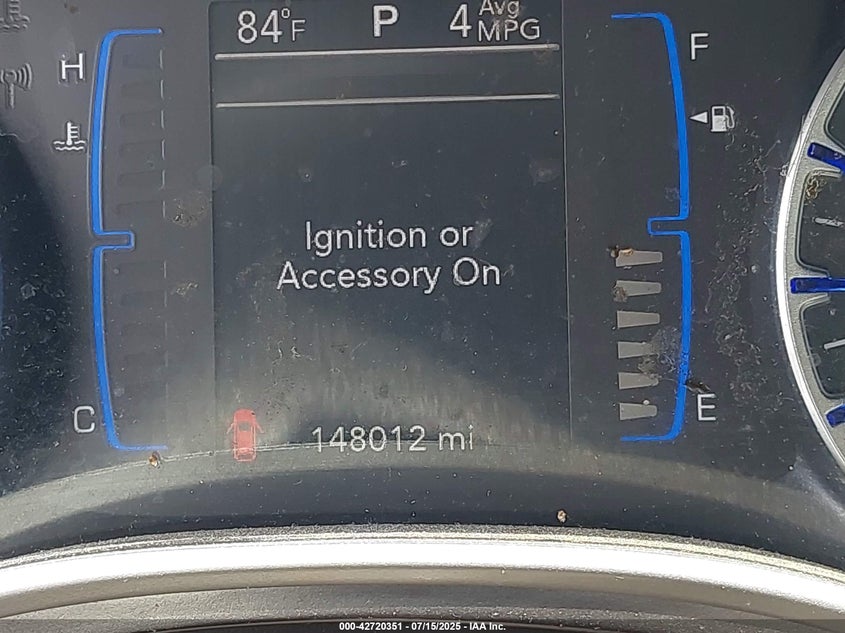 84°F P 4 Avg MPG
H
F
Ignition or
Accessory On
C
E
148012 mi
000-42720351 - 07/15/2025 - IAA Inc.